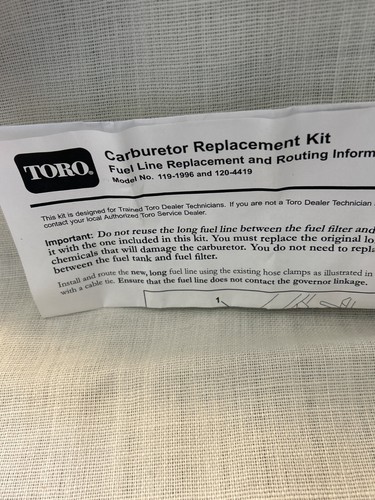 TORO®
Carburetor Replacement Kit
Fuel Line Replacement and Routing Inform
Model No. 119-1996 and 120-4419
This kit is designed for Trained Toro Dealer Technicians. If you are not a Toro Dealer Technician
contact your local Authorized Toro Service Dealer.
Important: Do not reuse the long fuel line between the fuel filter and
it with the one included in this kit. You must replace the original lo
chemicals that will damage the carburetor. You do not need to repla
between the fuel tank and fuel filter.
Install and route the new, long fuel line using the existing hose clamps as illustrated in
with a cable tie. Ensure that the fuel line does not contact the governor linkage.
1